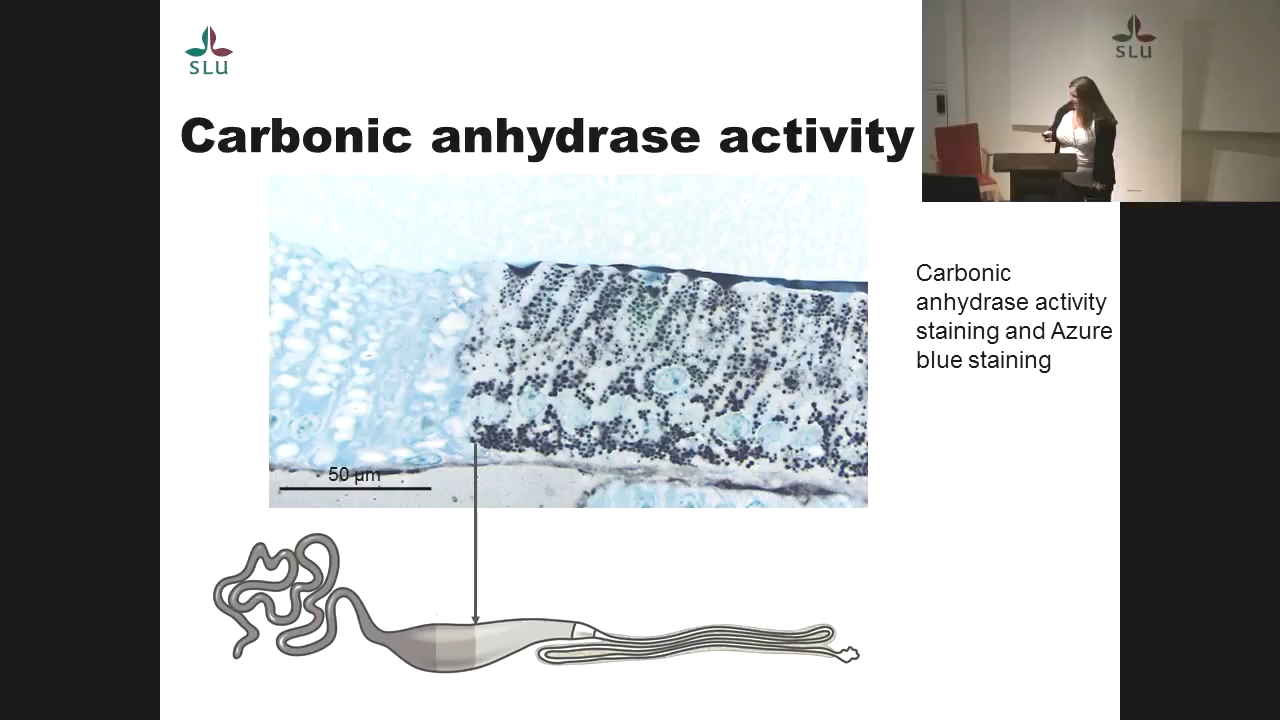 SLU
Carbonic anhydrase activity
SLU
Carbonic
anhydrase activity
staining and Azure
blue staining
50 µm